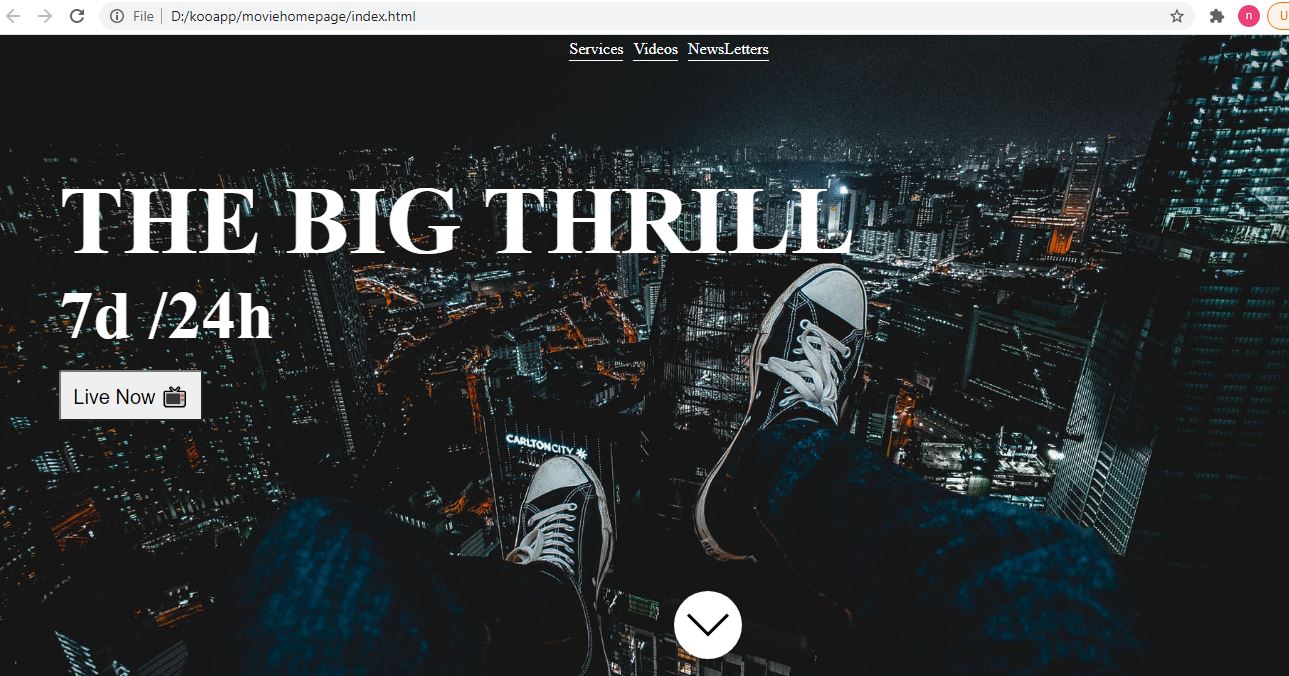 File | D:/kooapp/moviehomepage/index.html
n
U
Services Videos NewsLetters
THE BIG THRILL
7d /24h
Live Now
CARLTON CITY